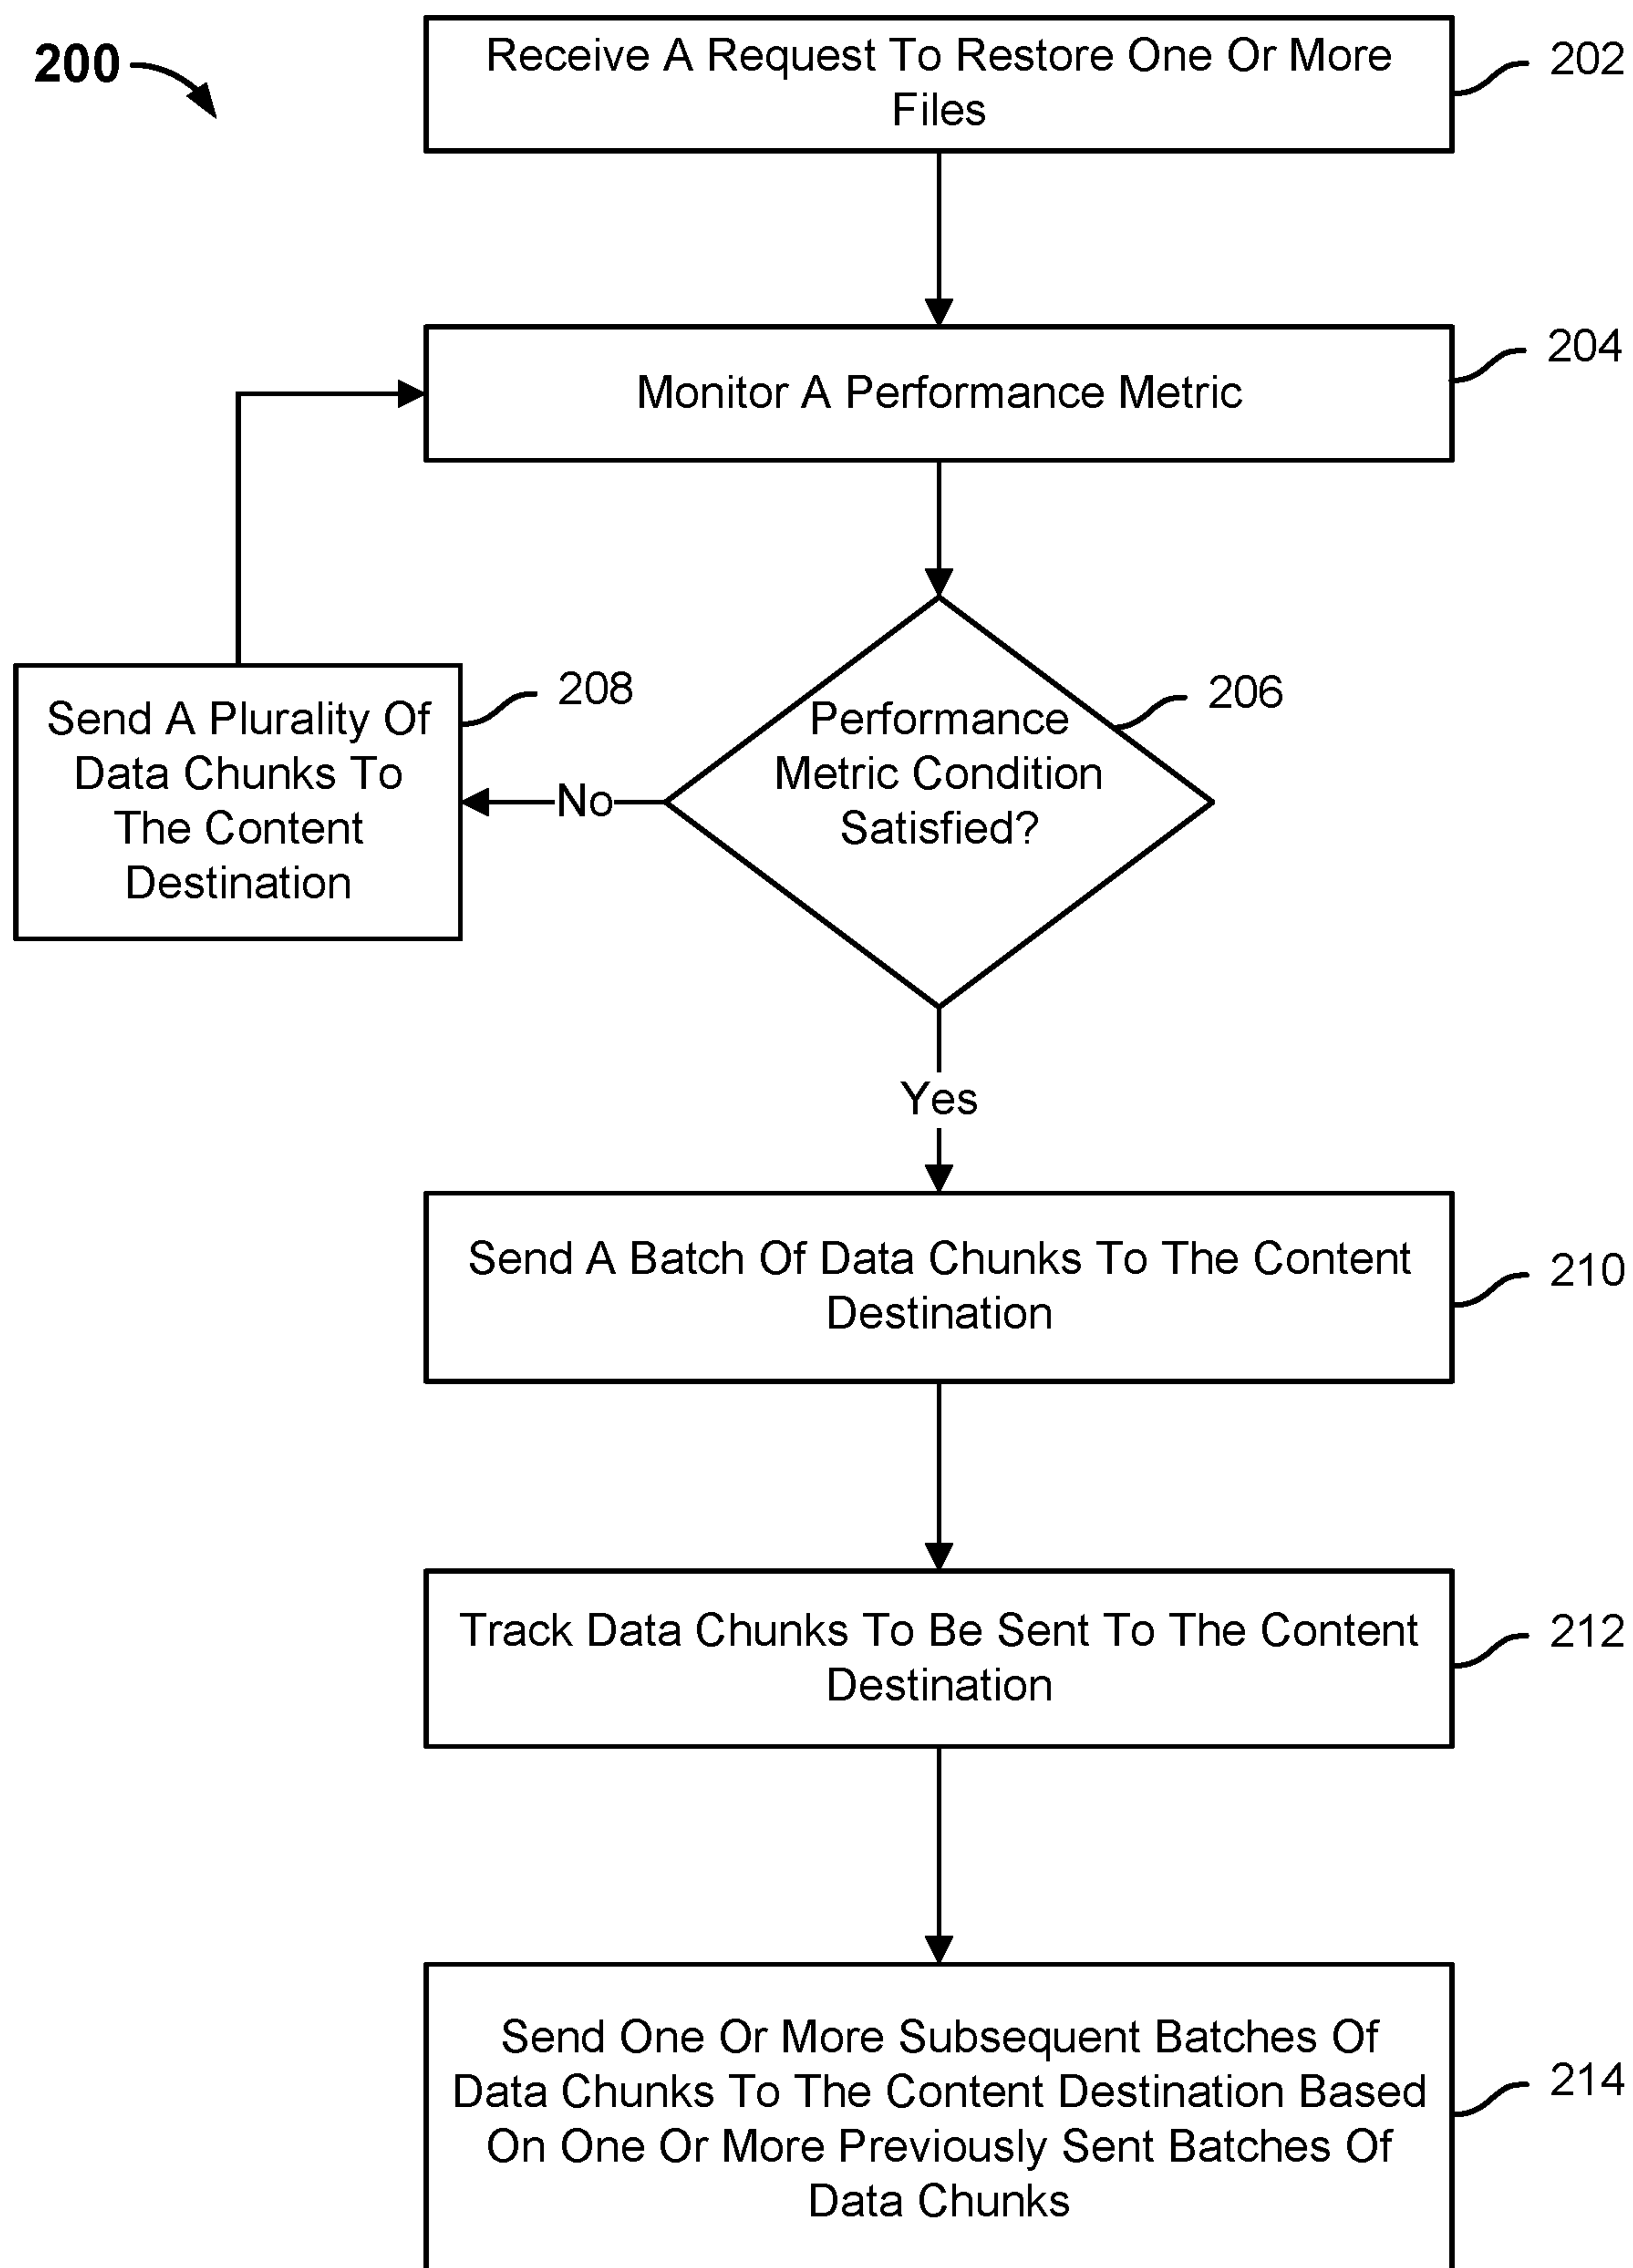 200
Receive A Request To Restore One Or More
Files
202
Monitor A Performance Metric
204
Performance
Metric Condition
Satisfied?
206
No
Send A Plurality Of
Data Chunks To
The Content
Destination
208
Yes
Send A Batch Of Data Chunks To The Content
Destination
210
Track Data Chunks To Be Sent To The Content
Destination
212
Send One Or More Subsequent Batches Of
Data Chunks To The Content Destination Based
On One Or More Previously Sent Batches Of
Data Chunks
214